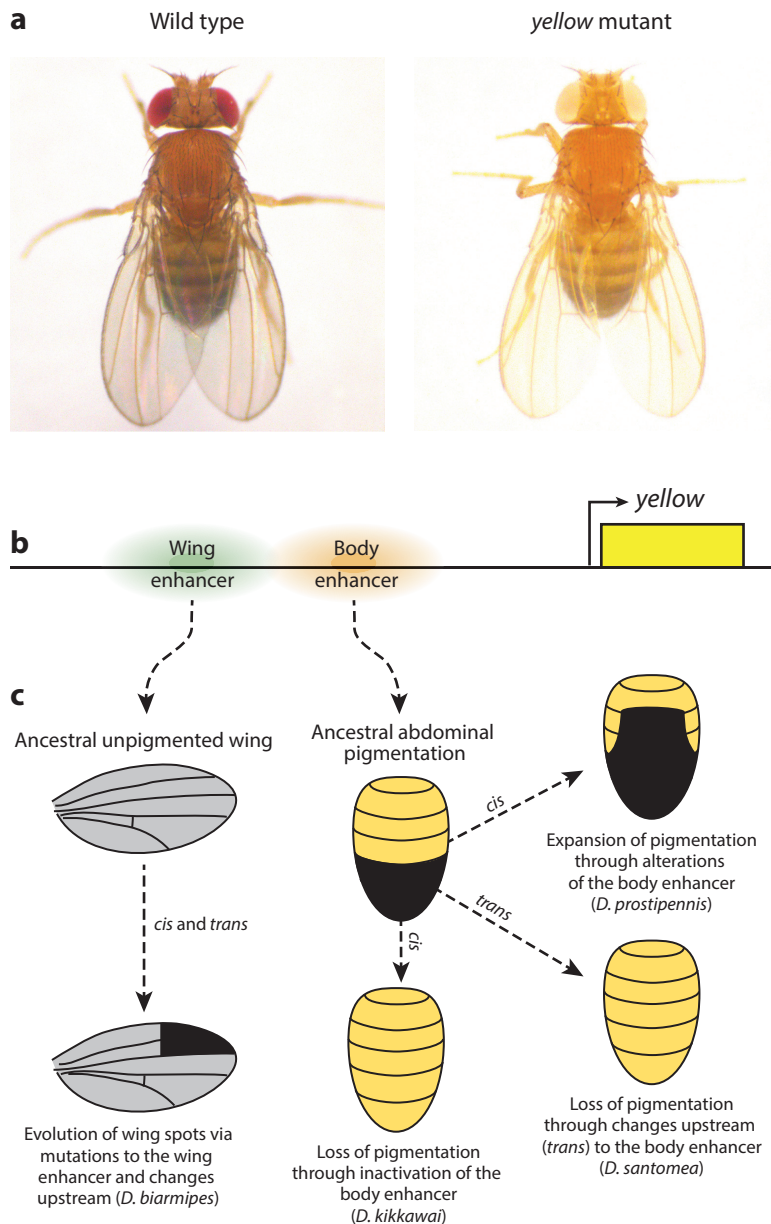 a
Wild type
yellow mutant
b
Wing
enhancer
Body
enhancer
yellow
c
Ancestral unpigmented wing
cis and trans
Evolution of wing spots via
mutations to the wing
enhancer and changes
upstream (D. biarmipes)
Ancestral abdominal
pigmentation
cis
trans
cis
Loss of pigmentation
through inactivation of the
body enhancer
(D. kikkawai)
Expansion of pigmentation
through alterations
of the body enhancer
(D. prostipennis)
Loss of pigmentation
through changes upstream
(trans) to the body enhancer
(D. santomea)